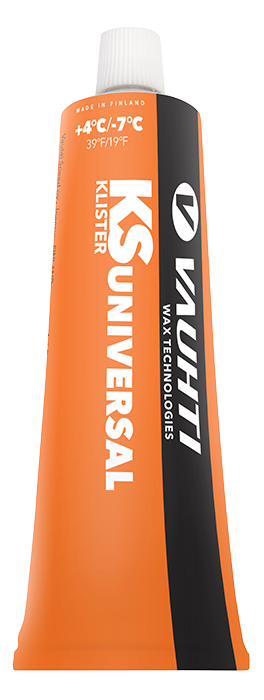 MADE IN FINLAND
+4°C/-7°C
39°F/19°F
KS UNIVERSAL
KLISTER
V VAUHTI
WAX TECHNOLOGIES